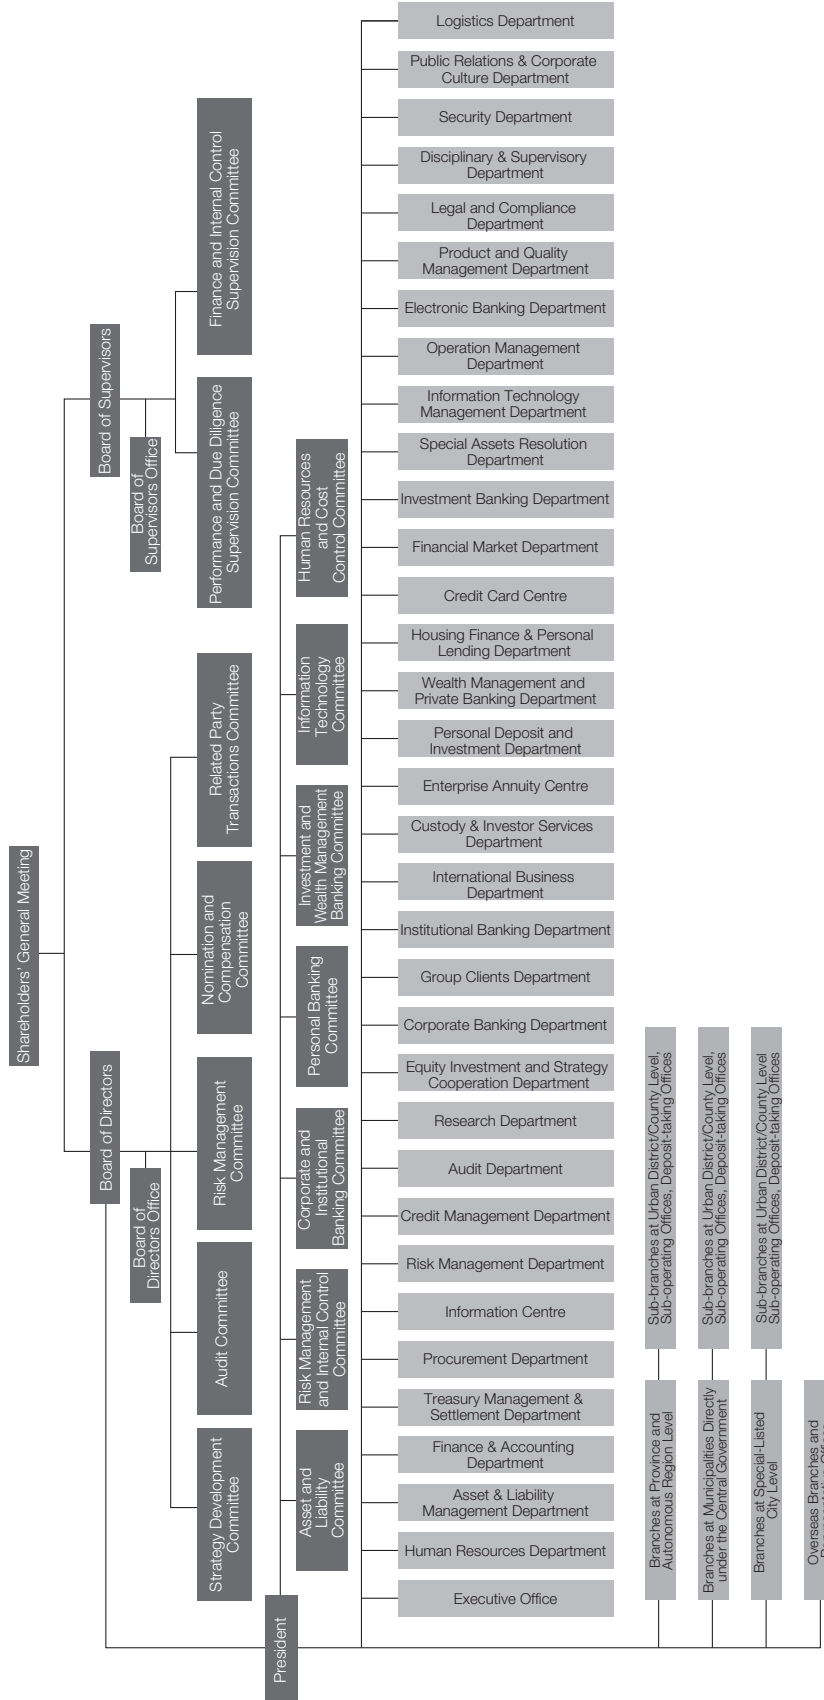 Shareholders' General Meeting
Board of Directors
Board of Supervisors
Board of
Directors Office
Board of
Supervisors Office
Strategy Development
Committee
Audit Committee
Risk Management
Committee
Nomination and
Compensation
Committee
Related Party
Transactions Committee
Performance and Due Diligence
Supervision Committee
Finance and Internal Control
Supervision Committee
President
Asset and
Liability
Committee
Risk Management
and Internal Control
Committee
Corporate and
Institutional
Banking Committee
Personal Banking
Committee
Investment and
Wealth Management
Banking Committee
Information
Technology
Committee
Human Resources
and Cost
Control Committee
Logistics Department
Public Relations & Corporate
Culture Department
Security Department
Disciplinary & Supervisory
Department
Legal and Compliance
Department
Product and Quality
Management Department
Electronic Banking Department
Operation Management
Department
Information Technology
Management Department
Special Assets Resolution
Department
Investment Banking Department
Financial Market Department
Credit Card Centre
Housing Finance & Personal
Lending Department
Wealth Management and
Private Banking Department
Personal Deposit and
Investment Department
Enterprise Annuity Centre
Custody & Investor Services
Department
International Business
Department
Institutional Banking Department
Group Clients Department
Corporate Banking Department
Equity Investment and Strategy
Cooperation Department
Research Department
Audit Department
Credit Management Department
Risk Management Department
Information Centre
Procurement Department
Treasury Management &
Settlement Department
Finance & Accounting
Department
Asset & Liability
Management Department
Human Resources Department
Executive Office
Branches at Province and
Autonomous Region Level
Sub-branches at Urban District/County Level,
Sub-operating Offices, Deposit-taking Offices
Branches at Municipalities Directly
under the Central Government
Sub-branches at Urban District/County Level,
Sub-operating Offices, Deposit-taking Offices
Branches at Special-Listed
City Level
Sub-branches at Urban District/County Level
Sub-operating Offices, Deposit-taking Offices
Overseas Branches and